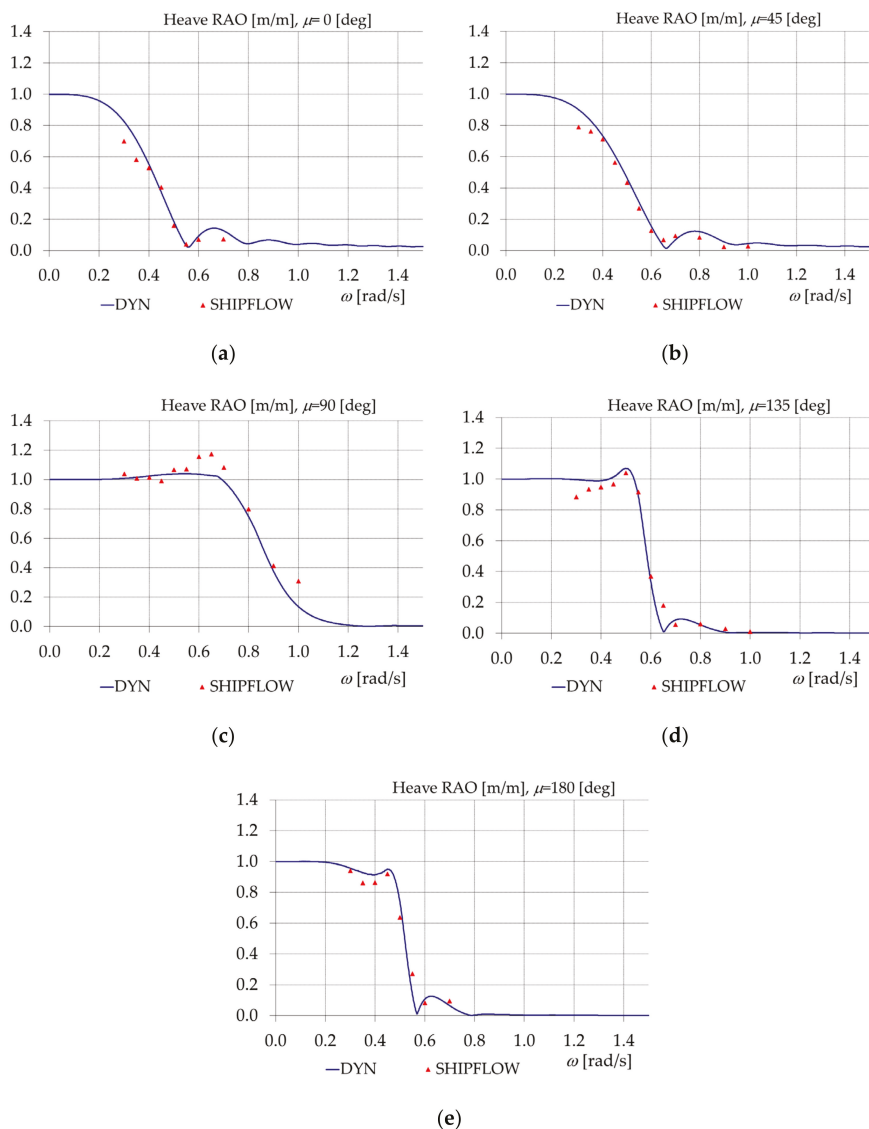 Heave RAO [m/m], μ= 0 [deg]
1.4
1.2
1.0
0.8
0.6
0.4
0.2
0.0
0.0 0.2 0.4 0.6 0.8 1.0 1.2 1.4
ω [rad/s]
DYN SHIPFLOW
(a)
Heave RAO [m/m], μ=45 [deg]
1.4
1.2
1.0
0.8
0.6
0.4
0.2
0.0
0.0 0.2 0.4 0.6 0.8 1.0 1.2 1.4
ω [rad/s]
DYN SHIPFLOW
(b)
Heave RAO [m/m], μ=90 [deg]
1.4
1.2
1.0
0.8
0.6
0.4
0.2
0.0
0.0 0.2 0.4 0.6 0.8 1.0 1.2 1.4
ω [rad/s]
DYN SHIPFLOW
(c)
Heave RAO [m/m], μ=135 [deg]
1.4
1.2
1.0
0.8
0.6
0.4
0.2
0.0
0.0 0.2 0.4 0.6 0.8 1.0 1.2 1.4
ω [rad/s]
DYN SHIPFLOW
(d)
Heave RAO [m/m], μ=180 [deg]
1.4
1.2
1.0
0.8
0.6
0.4
0.2
0.0
0.0 0.2 0.4 0.6 0.8 1.0 1.2 1.4
ω [rad/s]
DYN SHIPFLOW
(e)